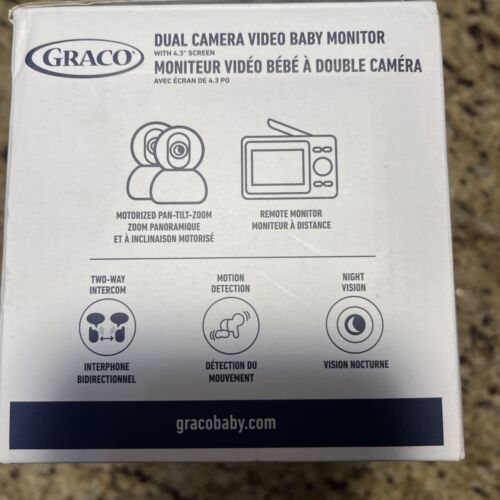 GRACO
DUAL CAMERA VIDEO BABY MONITOR
WITH 4.3" SCREEN
MONITEUR VIDÉO BÉBÉ À DOUBLE CAMÉRA
AVEC ÉCRAN DE 4,3 PO
MOTORIZED PAN-TILT-ZOOM
ZOOM PANORAMIQUE
ET À INCLINAISON MOTORISÉ
REMOTE MONITOR
MONITEUR À DISTANCE
TWO-WAY
INTERCOM
INTERPHONE
BIDIRECTIONNEL
MOTION
DETECTION
DÉTECTION DU
MOUVEMENT
NIGHT
VISION
VISION NOCTURNE
gracobaby.com